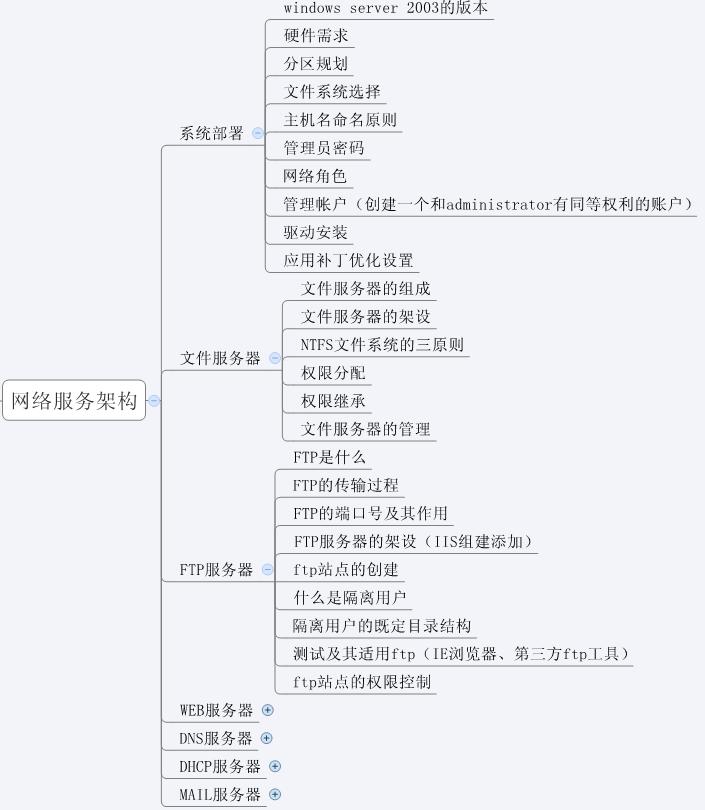 windows server 2003的版本
硬件需求
分区规划
文件系统选择
主机名命名原则
系统部署
管理员密码
网络角色
管理帐户（创建一个和administrator有同等权利的账户）
驱动安装
应用补丁优化设置
文件服务器的组成
文件服务器的架设
NTFS文件系统的三原则
文件服务器
权限分配
权限继承
网络服务架构
文件服务器的管理
FTP是什么
FTP的传输过程
FTP的端口号及其作用
FTP服务器的架设（IIS组建添加）
FTP服务器
ftp站点的创建
什么是隔离用户
隔离用户的既定目录结构
测试及其适用ftp（IE浏览器、第三方ftp工具）
ftp站点的权限控制
WEB服务器
DNS服务器
DHCP服务器
MAIL服务器